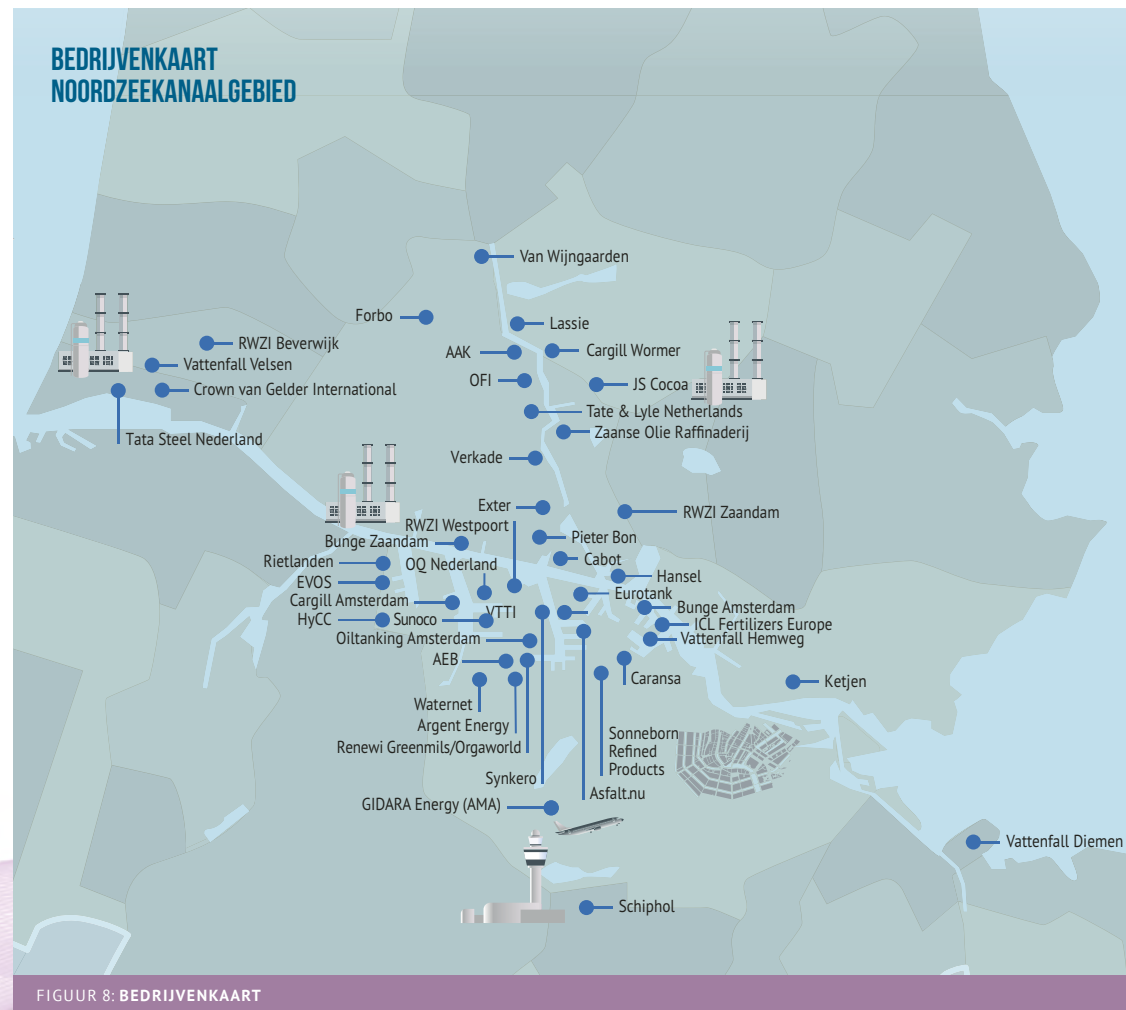 BEDRIJVENKAART
NOORDZEEKANAALGEBIED
Van Wijngaarden
Forbo
Lassie
RWZI Beverwijk
AAK
Cargill Wormer
Vattenfall Velsen
OFI
JS Cocoa
Crown van Gelder International
Tate & Lyle Netherlands
Zaanse Olie Raffinaderij
Tata Steel Nederland
Verkade
Exter
RWZI Zaandam
RWZI Westpoort
Bunge Zaandam
Pieter Bon
Rietlanden
OQ Nederland
Cabot
EVOS
Hansel
Cargill Amsterdam
Eurotank
HyCC
Sunoco
VTTI
Bunge Amsterdam
ICL Fertilizers Europe
Oiltanking Amsterdam
Vattenfall Hemweg
AEB
Caransa
Ketjen
Waternet
Argent Energy
Renewi Greenmils/Orgaworld
Sonneborn
Refined
Products
Synkero
Asfalt.nu
GIDARA Energy (AMA)
Vattenfall Diemen
Schiphol
FIGUUR 8: BEDRIJVENKAART